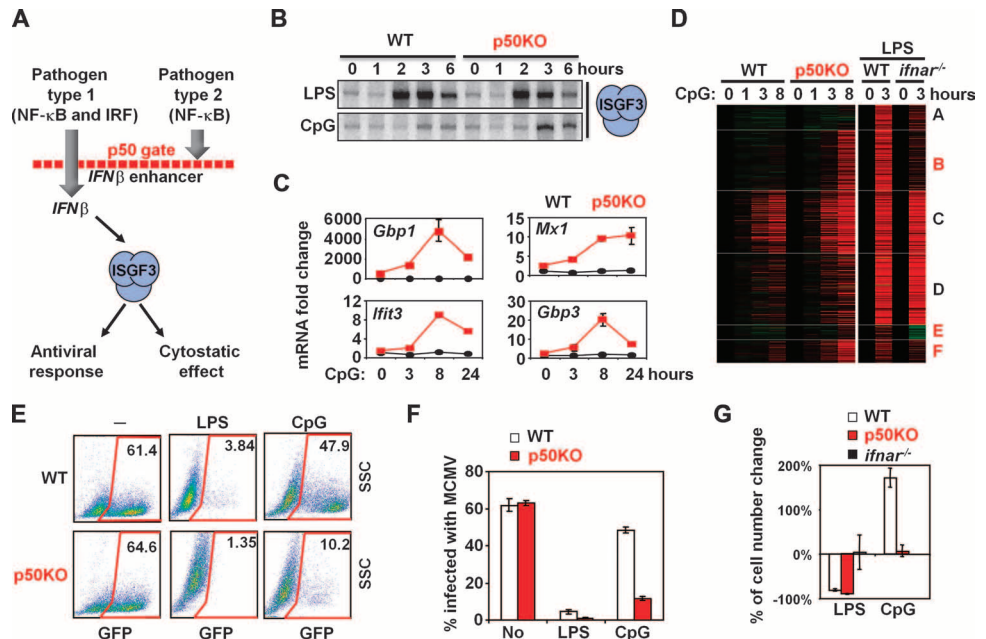 A
Pathogen type 1 (NF-κB and IRF)
Pathogen type 2 (NF-κB)
p50 gate
IFNβ enhancer
IFNβ
ISGF3
Antiviral response
Cytostatic effect
B
WT p50KO
0 1 2 3 6 0 1 2 3 6 hours
LPS
CpG
ISGF3
C
WT p50KO
mRNA fold change
Gbp1
6000
4000
2000
0
Mx1
15
10
5
0
Ifit3
12
8
4
0
Gbp3
30
20
10
0
CpG: 0 3 8 24 0 3 8 24 hours
D
LPS
WT p50KO WT ifnar-/-
CpG: 0 1 3 8 0 1 3 8 0 3 0 3 hours
A
B
C
D
E
F
E
– LPS CpG
WT
61.4 3.84 47.9
SSC
p50KO
64.6 1.35 10.2
SSC
GFP GFP GFP
F
WT
p50KO
% infected with MCMV
80
60
40
20
0
No LPS CpG
G
WT
p50KO
ifnar-/-
% of cell number change
200%
100%
0%
-100%
LPS CpG